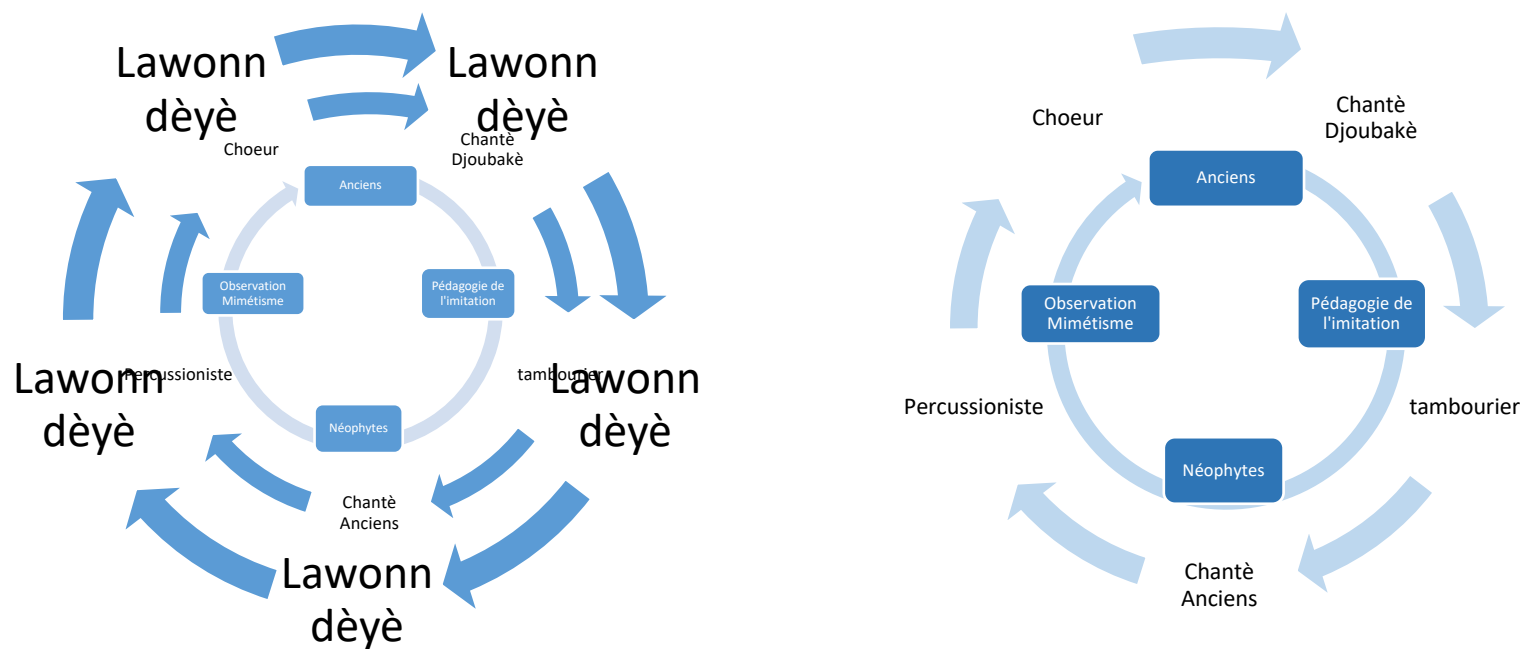 Lawonn
dèyè
Lawonn
dèyè
Choeur
Chantè
Djoubakè
Anciens
Observation
Mimétisme
Pédagogie de
l'imitation
Lawonn
dèyè
Percussioniste
tambourier
Lawonn
dèyè
Néophytes
Chantè
Anciens
Lawonn
dèyè
Choeur
Chantè
Djoubakè
Anciens
Observation
Mimétisme
Pédagogie de
l'imitation
Percussioniste
tambourier
Néophytes
Chantè
Anciens